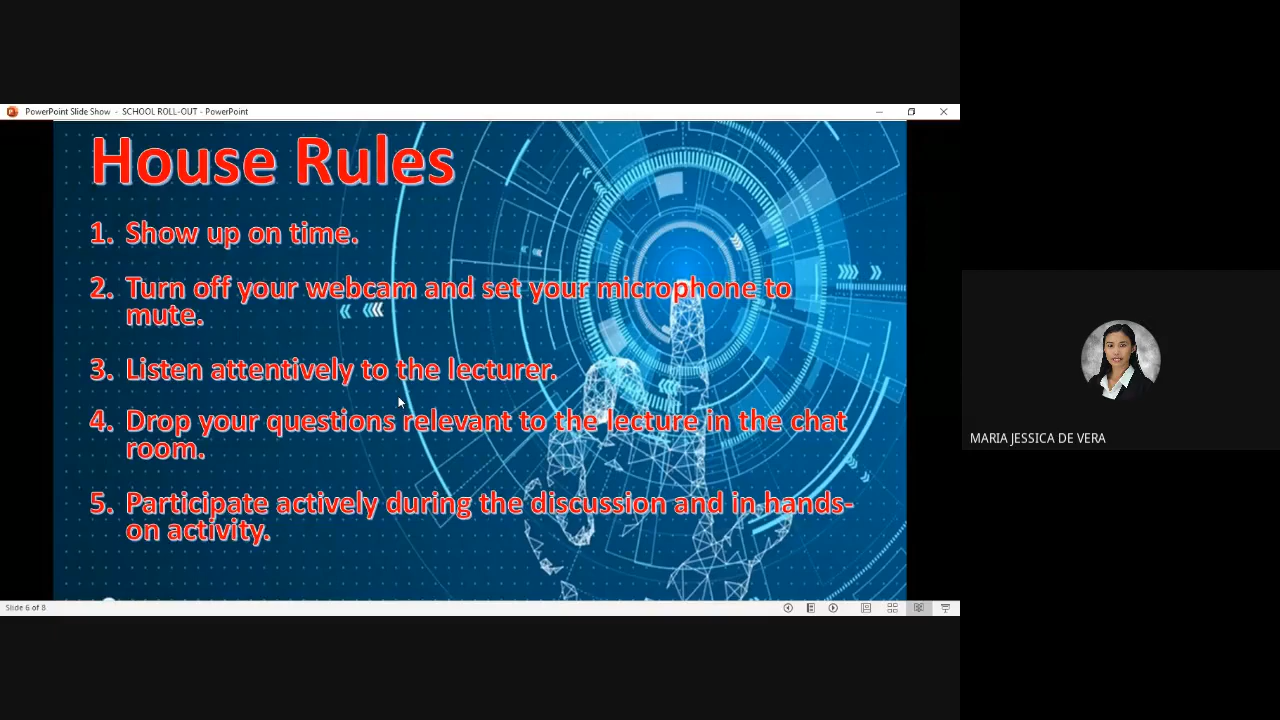 PowerPoint Slide Show - SCHOOL ROLL-OUT - PowerPoint
House Rules
1. Show up on time.
2. Turn off your webcam and set your microphone to
mute.
3. Listen attentively to the lecturer.
4. Drop your questions relevant to the lecture in the chat
room.
5. Participate actively during the discussion and in hands-
on activity.
Slide 6 of 8
MARIA JESSICA DE VERA